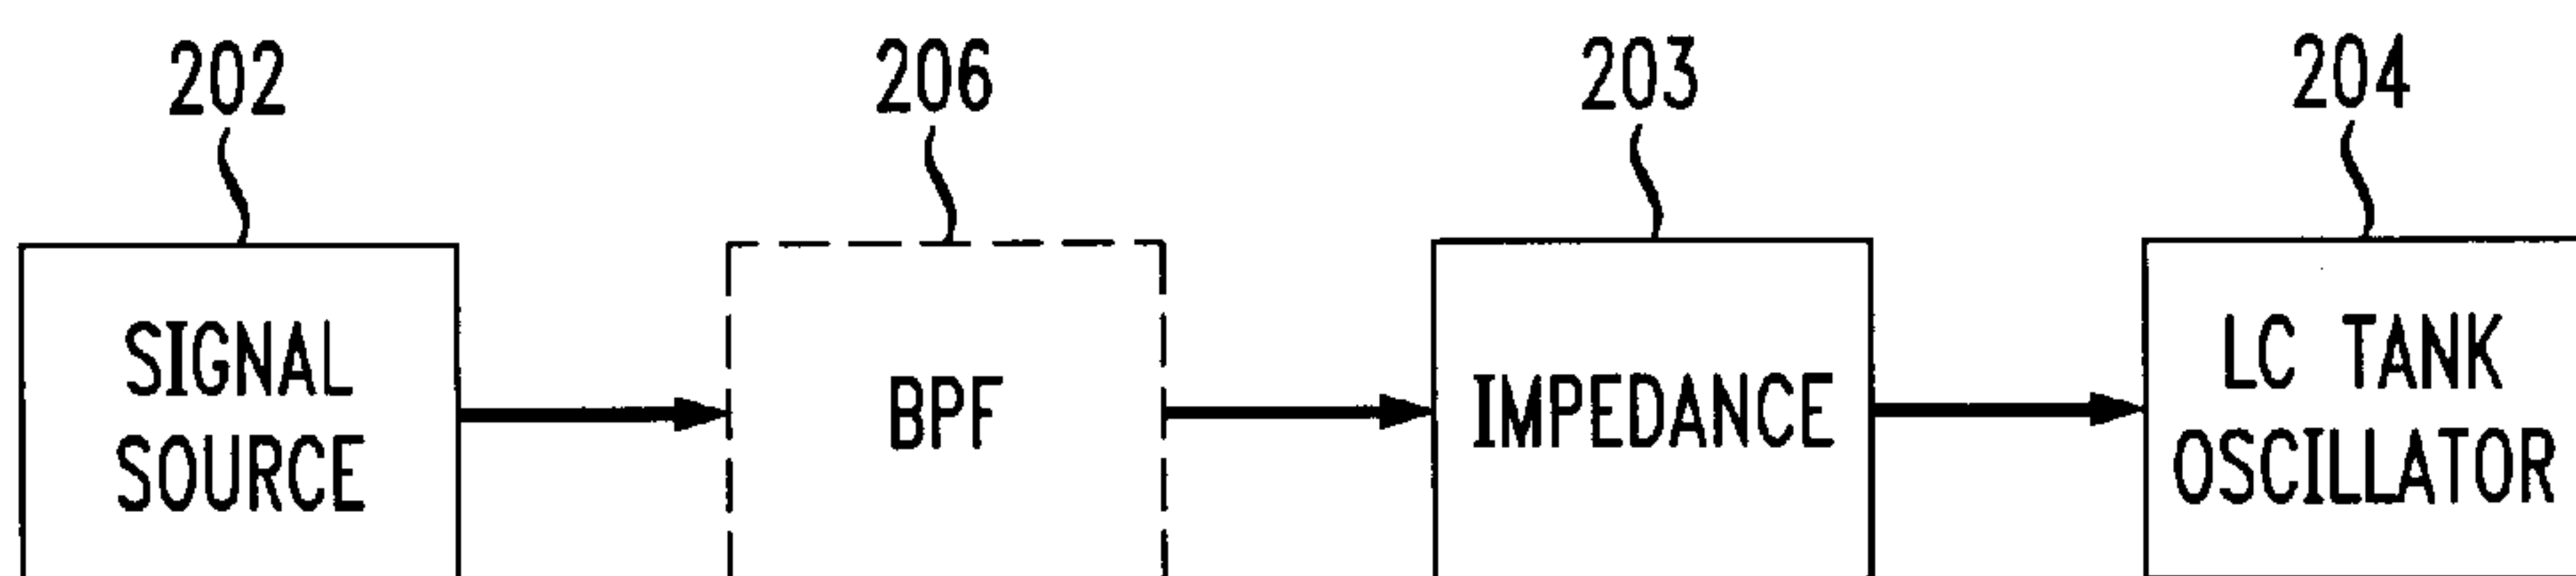 202
206
203
204
SIGNAL
SOURCE
BPF
IMPEDANCE
LC TANK
OSCILLATOR